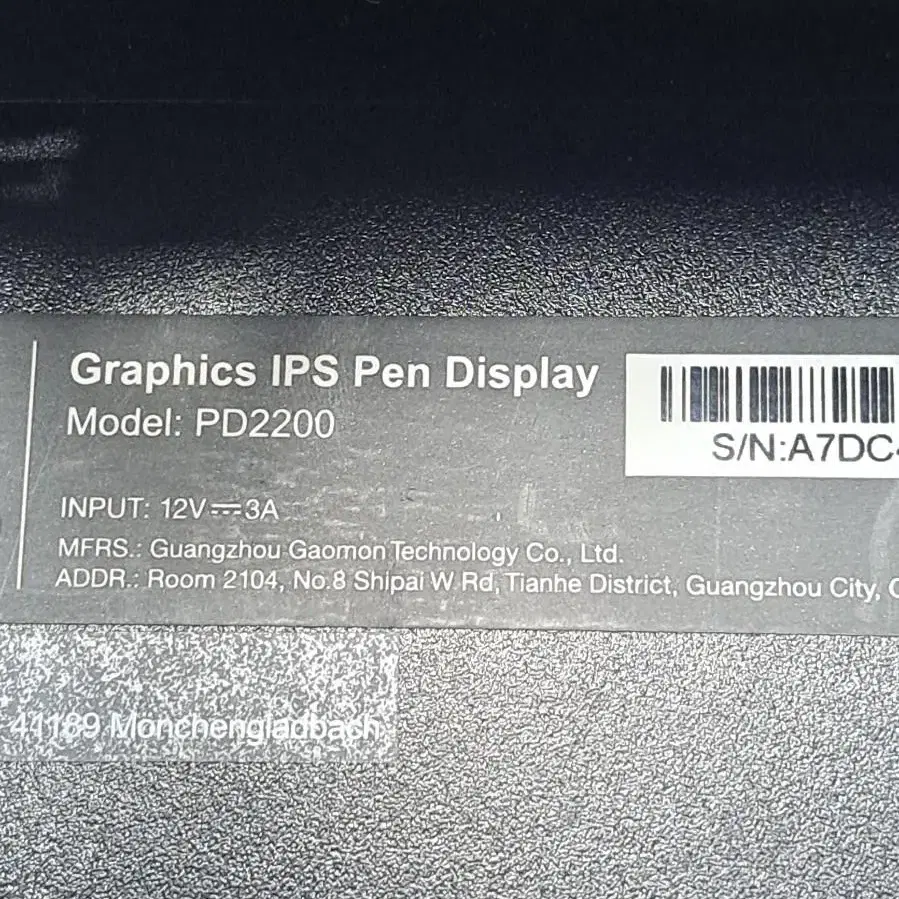 Graphics IPS Pen Display
Model: PD2200
S/N:A7DC
INPUT: 12V⎓3A
MFRS.: Guangzhou Gaomon Technology Co., Ltd.
ADDR.: Room 2104, No.8 Shipai W Rd, Tianhe District, Guangzhou City, C
41189 Monchengladbach